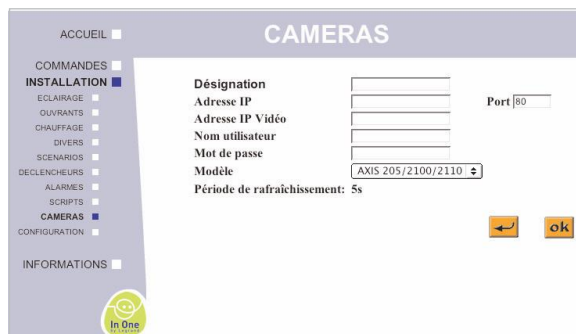 CAMERAS
ACCUEIL
COMMANDES
INSTALLATION
ECLAIRAGE
OUVRANTS
CHAUFFAGE
DIVERS
SCENARIOS
DECLENCHEURS
ALARMES
SCRIPTS
CAMERAS
CONFIGURATION
INFORMATIONS
In One
by Legrand
Désignation
Adresse IP Port 80
Adresse IP Vidéo
Nom utilisateur
Mot de passe
Modèle AXIS 205/2100/2110
Période de rafraîchissement: 5s
ok